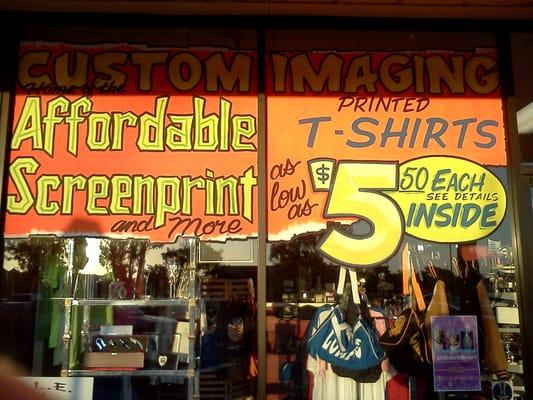 CUSTOM IMAGING
Home of the
Affordable
Screenprint
and More
PRINTED
T-SHIRTS
as
low
as
$5.50 EACH
SEE DETAILS
INSIDE